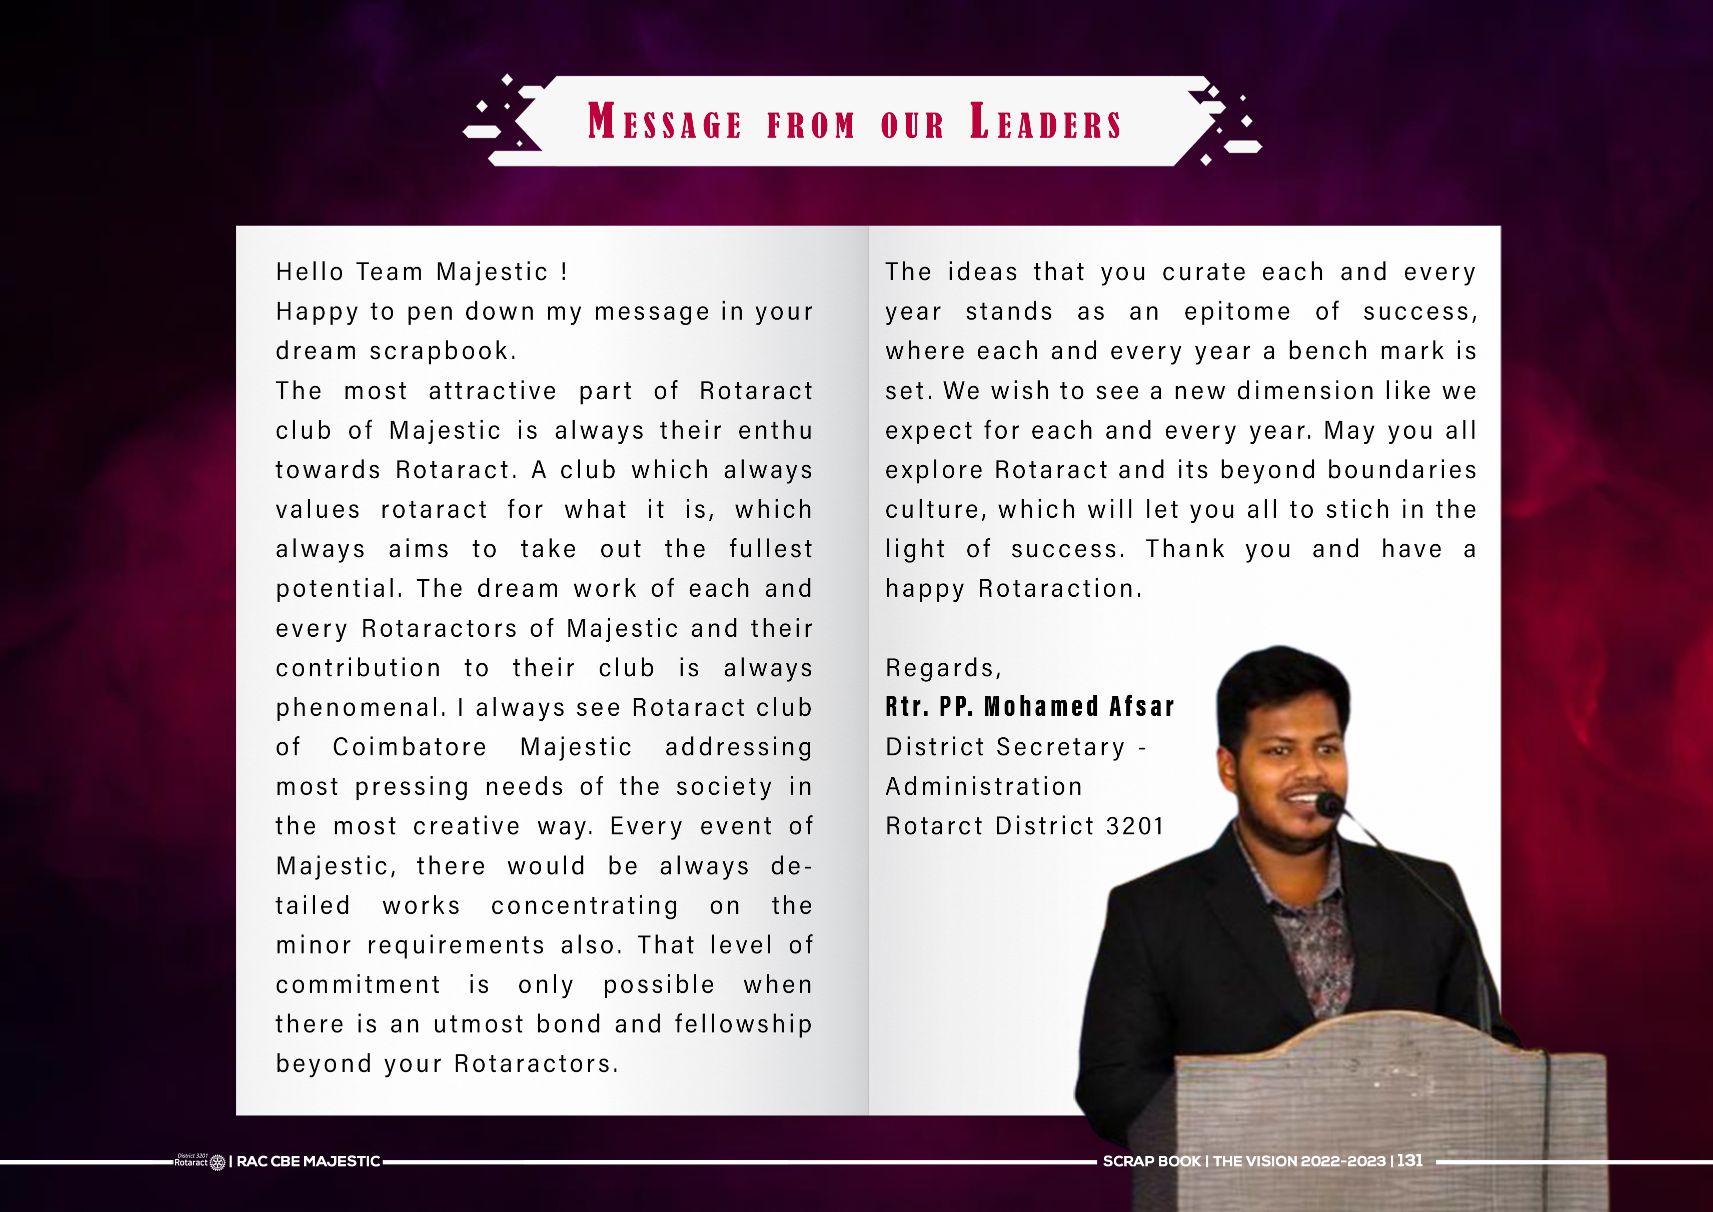 MESSAGE FROM OUR LEADERS
Hello Team Majestic !
Happy to pen down my message in your
dream scrapbook.
The most attractive part of Rotaract
club of Majestic is always their enthu
towards Rotaract. A club which always
values rotaract for what it is, which
always aims to take out the fullest
potential. The dream work of each and
every Rotaractors of Majestic and their
contribution to their club is always
phenomenal. I always see Rotaract club
of Coimbatore Majestic addressing
most pressing needs of the society in
the most creative way. Every event of
Majestic, there would be always de-
tailed works concentrating on the
minor requirements also. That level of
commitment is only possible when
there is an utmost bond and fellowship
beyond your Rotaractors.
The ideas that you curate each and every
year stands as an epitome of success,
where each and every year a bench mark is
set. We wish to see a new dimension like we
expect for each and every year. May you all
explore Rotaract and its beyond boundaries
culture, which will let you all to stich in the
light of success. Thank you and have a
happy Rotaraction.
Regards,
Rtr. PP. Mohamed Afsar
District Secretary -
Administration
Rotarct District 3201
District 3201
Rotaract
| RAC CBE MAJESTIC
SCRAP BOOK | THE VISION 2022-2023 | 131